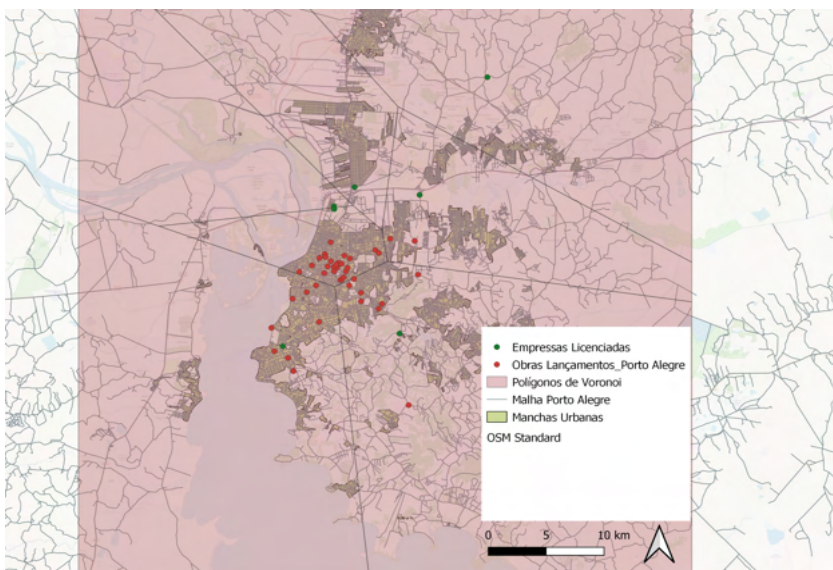 Empressas Licenciadas
Obras Lançamentos_Porto Alegre
Polígonos de Voronoi
Malha Porto Alegre
Manchas Urbanas
OSM Standard
0 5 10 km